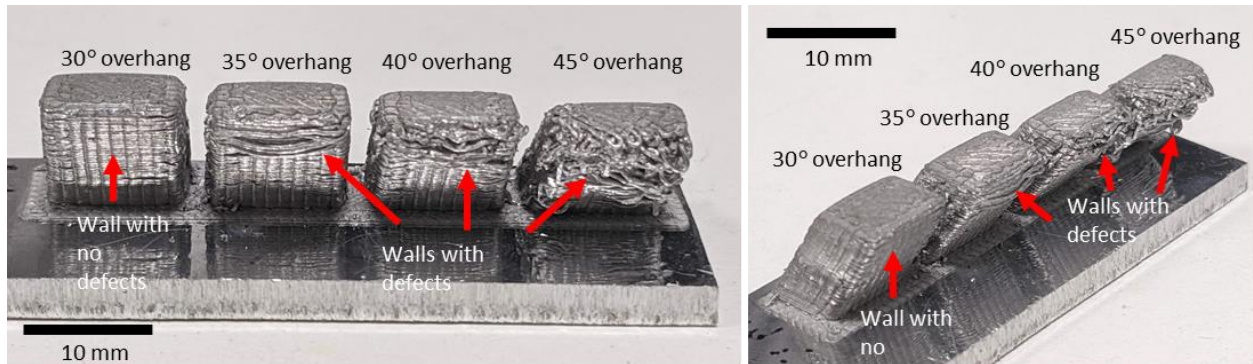 30° overhang
35° overhang
40° overhang
45° overhang
Wall with
no
defects
Walls with
defects
10 mm
10 mm
45° overhang
40° overhang
35° overhang
30° overhang
Walls with
defects
Wall with
no